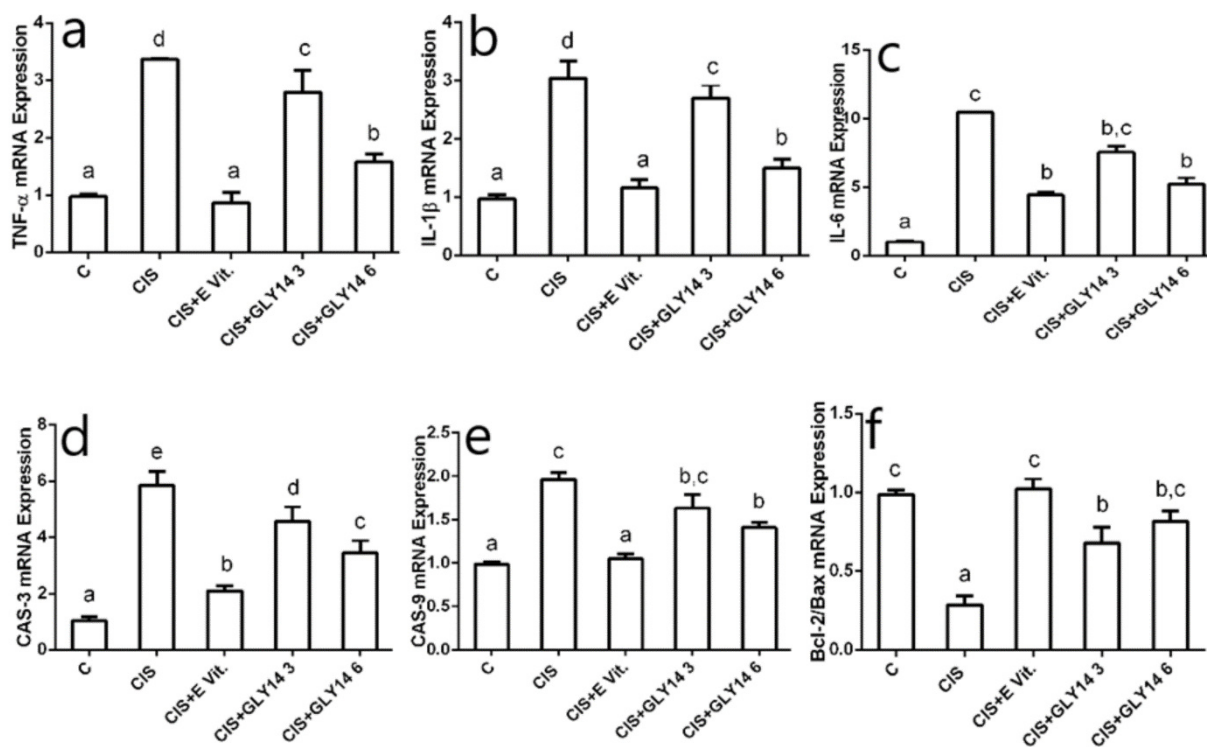 a
TNF-α mRNA Expression
4
3
2
1
0
a
d
a
c
b
C
CIS
CIS+E Vit.
CIS+GLY14 3
CIS+GLY14 6
b
IL-1β mRNA Expression
4
3
2
1
0
a
d
a
c
b
C
CIS
CIS+E Vit.
CIS+GLY14 3
CIS+GLY14 6
c
IL-6 mRNA Expression
15
10
5
0
a
c
b
b,c
b
C
CIS
CIS+E Vit.
CIS+GLY14 3
CIS+GLY14 6
d
CAS-3 mRNA Expression
8
6
4
2
0
a
e
b
d
c
C
CIS
CIS+E Vit.
CIS+GLY14 3
CIS+GLY14 6
e
CAS-9 mRNA Expression
2.5
2.0
1.5
1.0
0.5
0.0
a
c
a
b,c
b
C
CIS
CIS+E Vit.
CIS+GLY14 3
CIS+GLY14 6
f
Bcl-2/Bax mRNA Expression
1.5
1.0
0.5
0.0
c
a
c
b
b,c
C
CIS
CIS+E Vit.
CIS+GLY14 3
CIS+GLY14 6